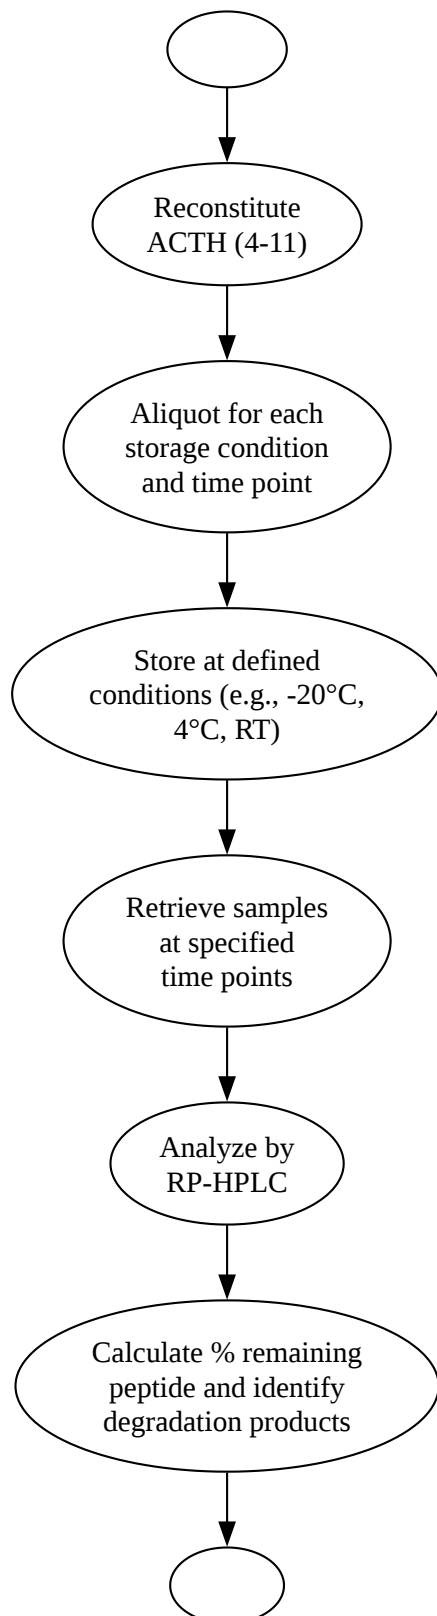 Reconstitute
ACTH (4-11)
Aliquot for each
storage condition
and time point
Store at defined
conditions (e.g., -20°C,
4°C, RT)
Retrieve samples
at specified
time points
Analyze by
RP-HPLC
Calculate % remaining
peptide and identify
degradation products